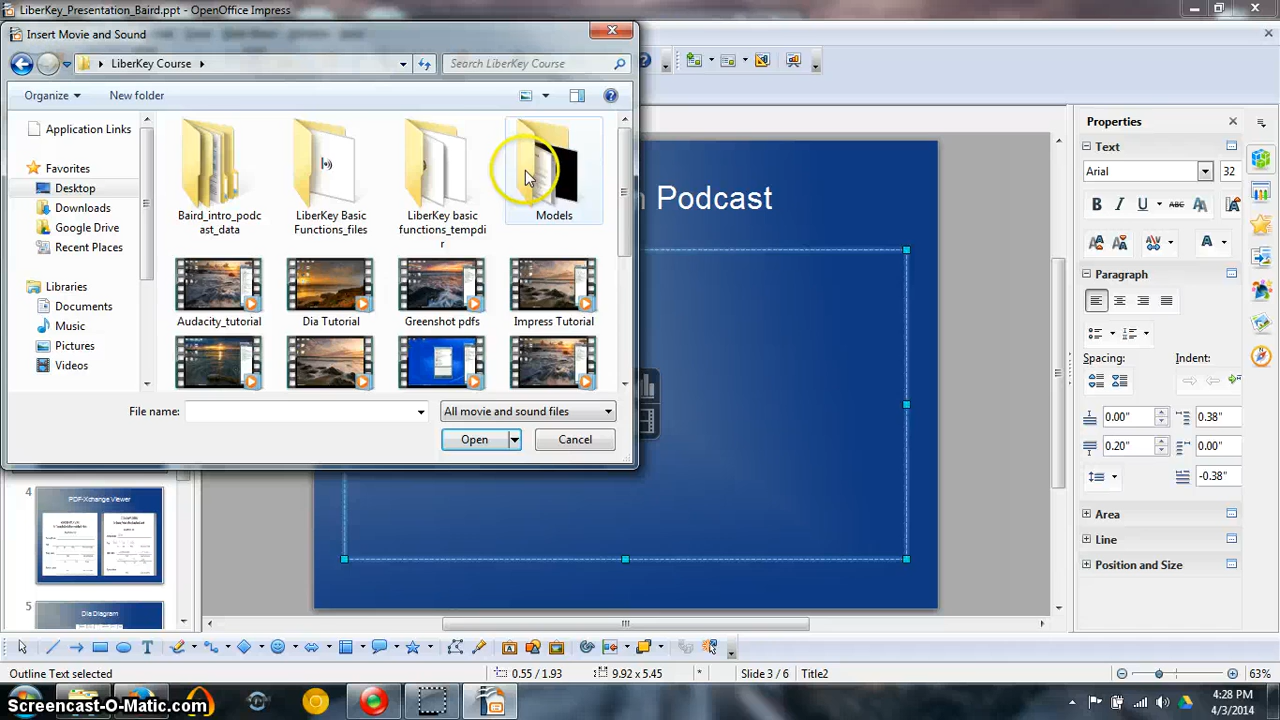 LiberKey_Presentation_Baird.ppt - OpenOffice Impress
Insert Movie and Sound
LiberKey Course
Search LiberKey Course
Organize
New folder
Application Links
Favorites
Desktop
Downloads
Google Drive
Recent Places
Libraries
Documents
Music
Pictures
Videos
Baird_intro_podc
ast_data
LiberKey Basic
Functions_files
LiberKey basic
functions_tempdi
r
Models
Audacity_tutorial
Dia Tutorial
Greenshot pdfs
Impress Tutorial
File name:
All movie and sound files
Open
Cancel
Podcast
4
PDF-Xchange Viewer
5
Dia Diagram
Properties
Text
Arial
32
B I U ABC A
Paragraph
Spacing:
Indent:
0.00"
0.38"
0.20"
0.00"
-0.38"
Area
Line
Position and Size
Outline Text selected
0.55 / 1.93
9.92 x 5.45
*
Slide 3 / 6
Title2
63%
Screencast-O-Matic.com
4:28 PM
4/3/2014